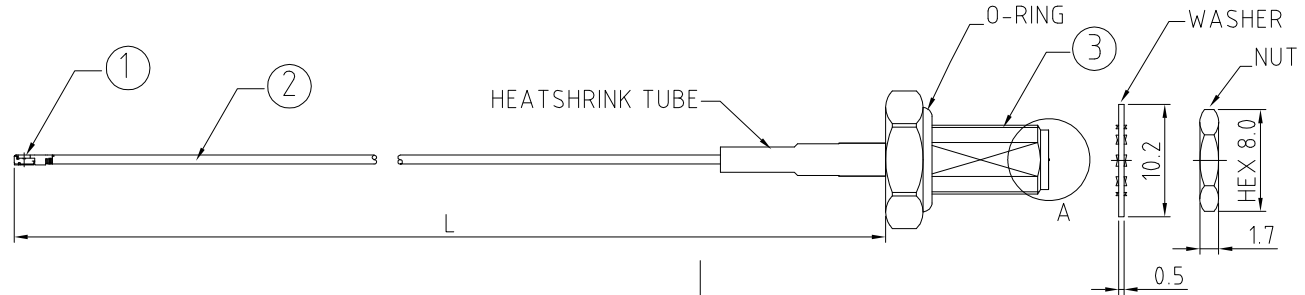 O-RING
WASHER
1
3
NUT
2
HEATSHRINK TUBE
10.2
HEX 8.0
A
L
1.7
0.5